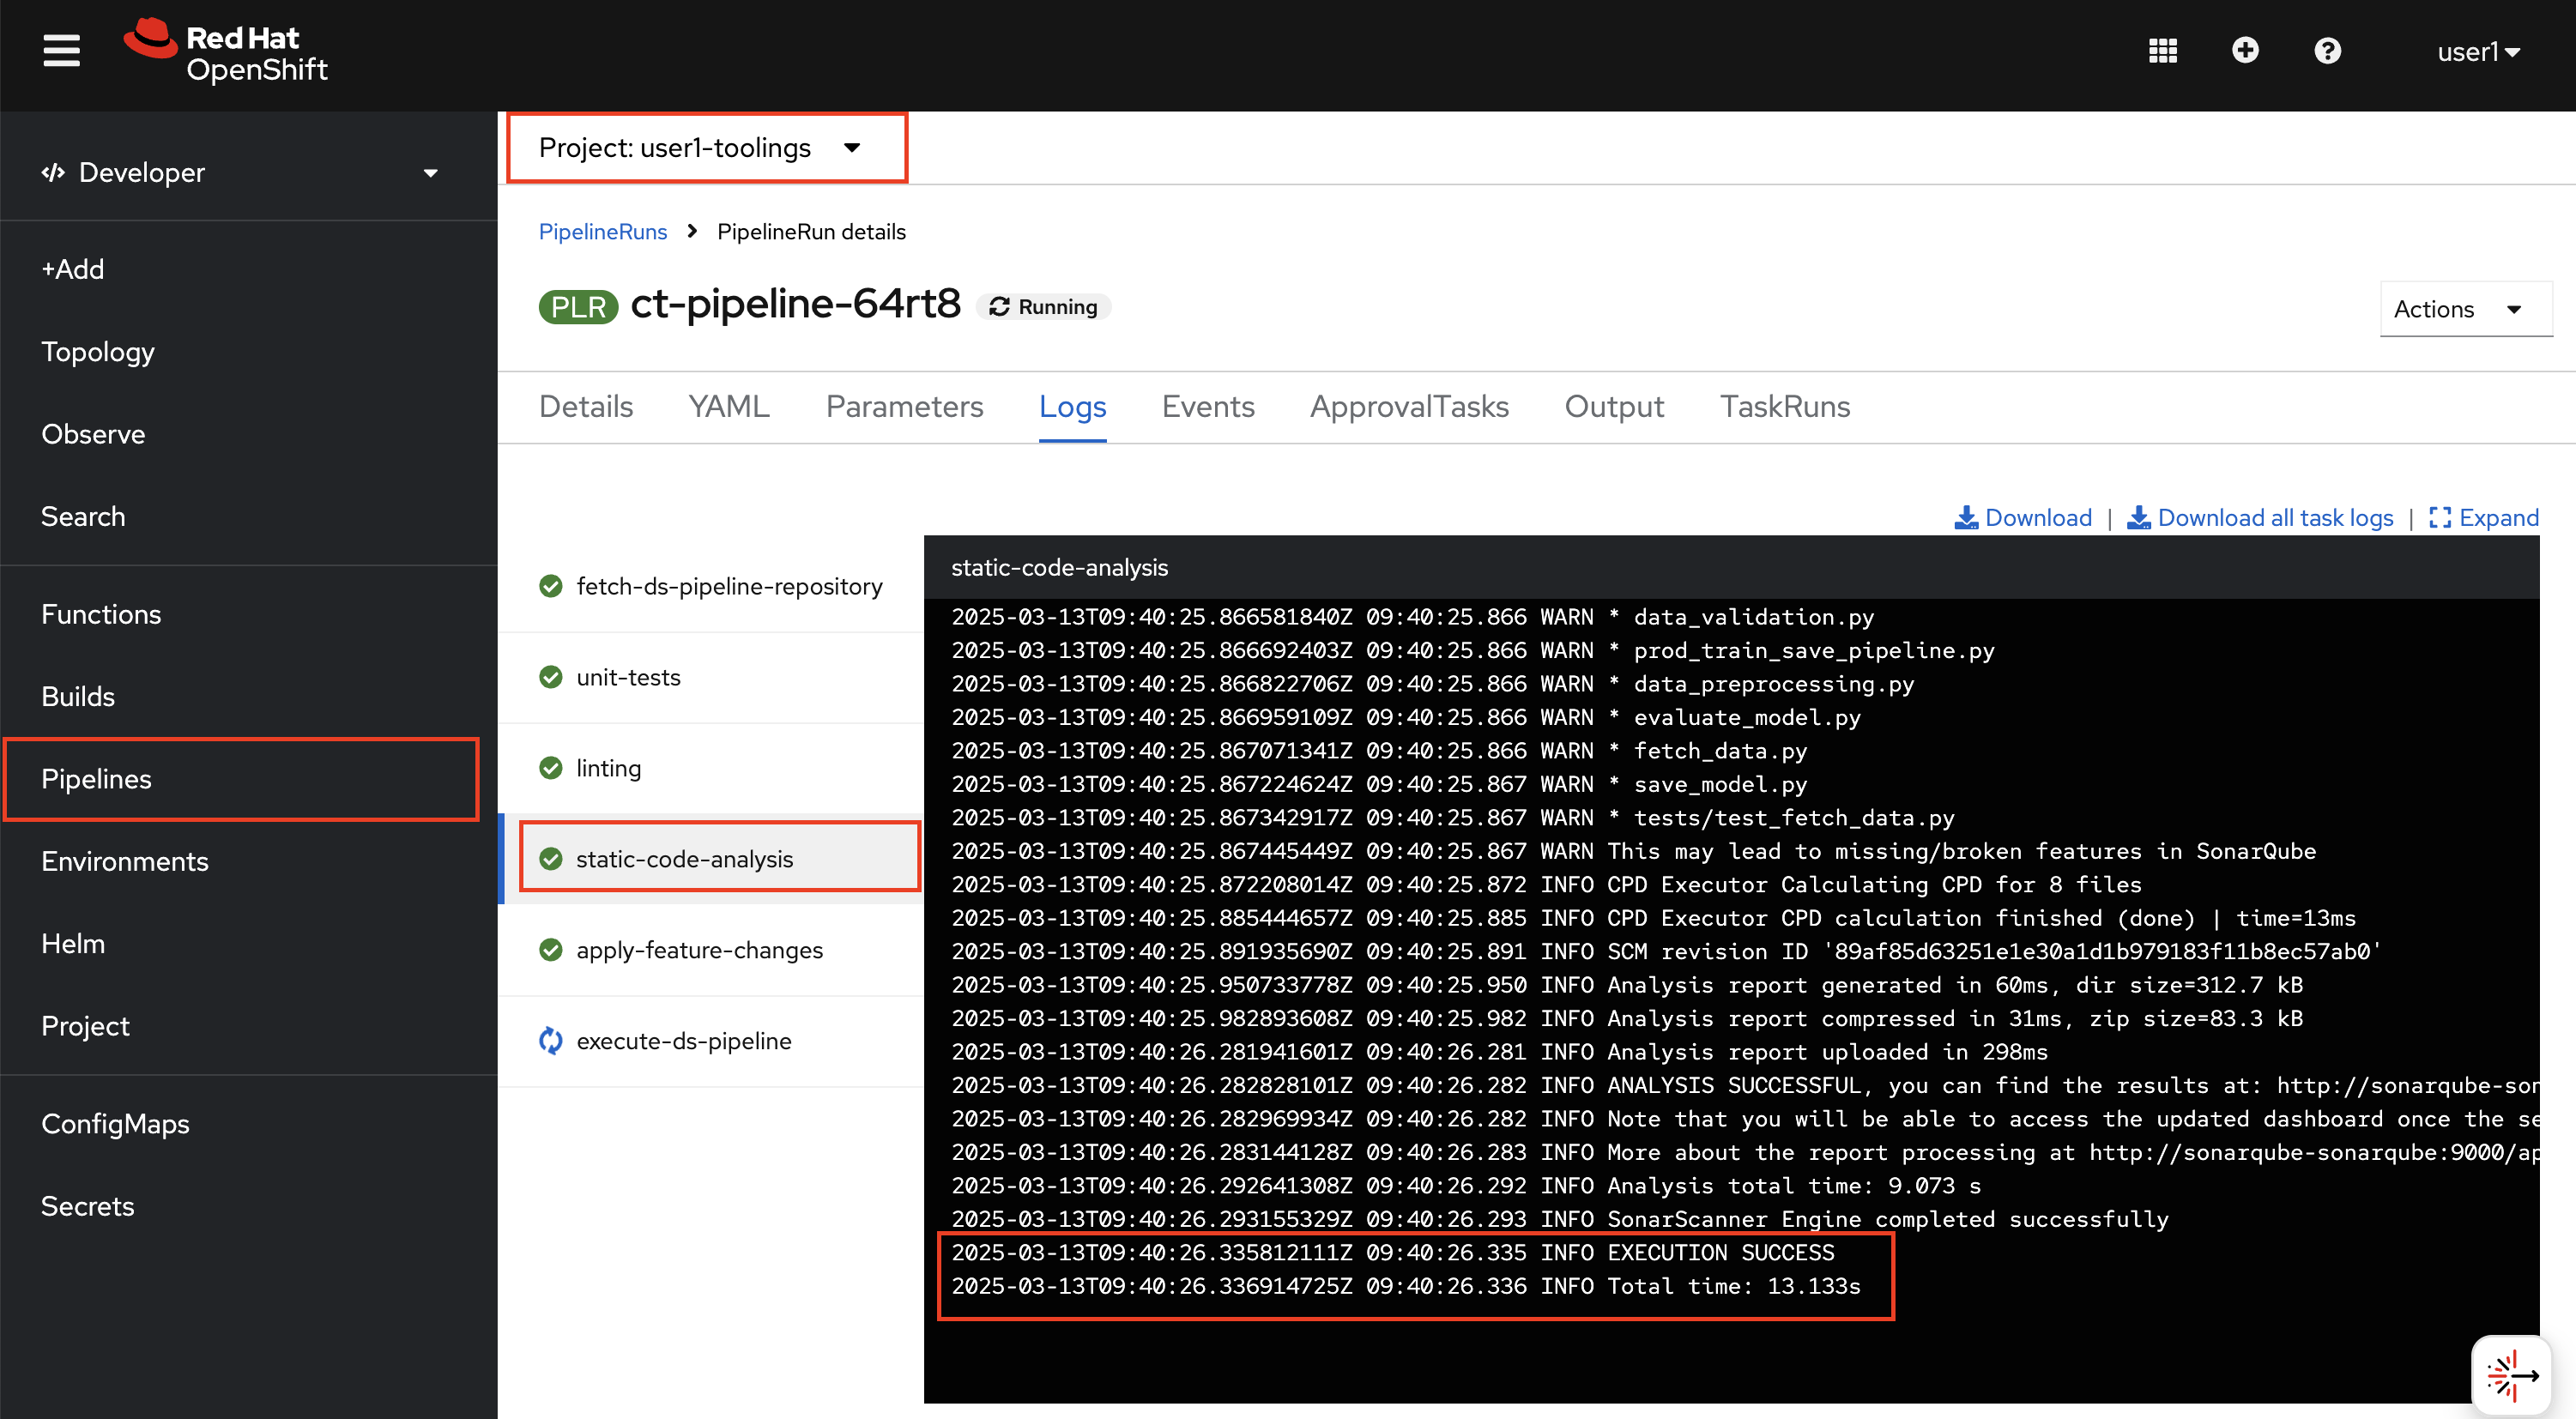 Red Hat
OpenShift
user1
Developer
+Add
Topology
Observe
Search
Functions
Builds
Pipelines
Environments
Helm
Project
ConfigMaps
Secrets
Project: user1-toolings
PipelineRuns
PipelineRun details
PLR ct-pipeline-64rt8 Running
Actions
Details YAML Parameters Logs Events ApprovalTasks Output TaskRuns
Download | Download all task logs | Expand
fetch-ds-pipeline-repository
unit-tests
linting
static-code-analysis
apply-feature-changes
execute-ds-pipeline
static-code-analysis
2025-03-13T09:40:25.866581840Z 09:40:25.866 WARN * data_validation.py
2025-03-13T09:40:25.866692403Z 09:40:25.866 WARN * prod_train_save_pipeline.py
2025-03-13T09:40:25.866822706Z 09:40:25.866 WARN * data_preprocessing.py
2025-03-13T09:40:25.866959109Z 09:40:25.866 WARN * evaluate_model.py
2025-03-13T09:40:25.867071341Z 09:40:25.866 WARN * fetch_data.py
2025-03-13T09:40:25.867224624Z 09:40:25.867 WARN * save_model.py
2025-03-13T09:40:25.867342917Z 09:40:25.867 WARN * tests/test_fetch_data.py
2025-03-13T09:40:25.867445449Z 09:40:25.867 WARN This may lead to missing/broken features in SonarQube
2025-03-13T09:40:25.872208014Z 09:40:25.872 INFO CPD Executor Calculating CPD for 8 files
2025-03-13T09:40:25.885444657Z 09:40:25.885 INFO CPD Executor CPD calculation finished (done) | time=13ms
2025-03-13T09:40:25.891935690Z 09:40:25.891 INFO SCM revision ID '89af85d63251e1e30a1d1b979183f11b8ec57ab0'
2025-03-13T09:40:25.950733778Z 09:40:25.950 INFO Analysis report generated in 60ms, dir size=312.7 kB
2025-03-13T09:40:25.982893608Z 09:40:25.982 INFO Analysis report compressed in 31ms, zip size=83.3 kB
2025-03-13T09:40:26.281941601Z 09:40:26.281 INFO Analysis report uploaded in 298ms
2025-03-13T09:40:26.282828101Z 09:40:26.282 INFO ANALYSIS SUCCESSFUL, you can find the results at: http://sonarqube-son
2025-03-13T09:40:26.282969934Z 09:40:26.282 INFO Note that you will be able to access the updated dashboard once the se
2025-03-13T09:40:26.283144128Z 09:40:26.283 INFO More about the report processing at http://sonarqube-sonarqube:9000/ap
2025-03-13T09:40:26.292641308Z 09:40:26.292 INFO Analysis total time: 9.073 s
2025-03-13T09:40:26.293155329Z 09:40:26.293 INFO SonarScanner Engine completed successfully
2025-03-13T09:40:26.335812111Z 09:40:26.335 INFO EXECUTION SUCCESS
2025-03-13T09:40:26.336914725Z 09:40:26.336 INFO Total time: 13.133s